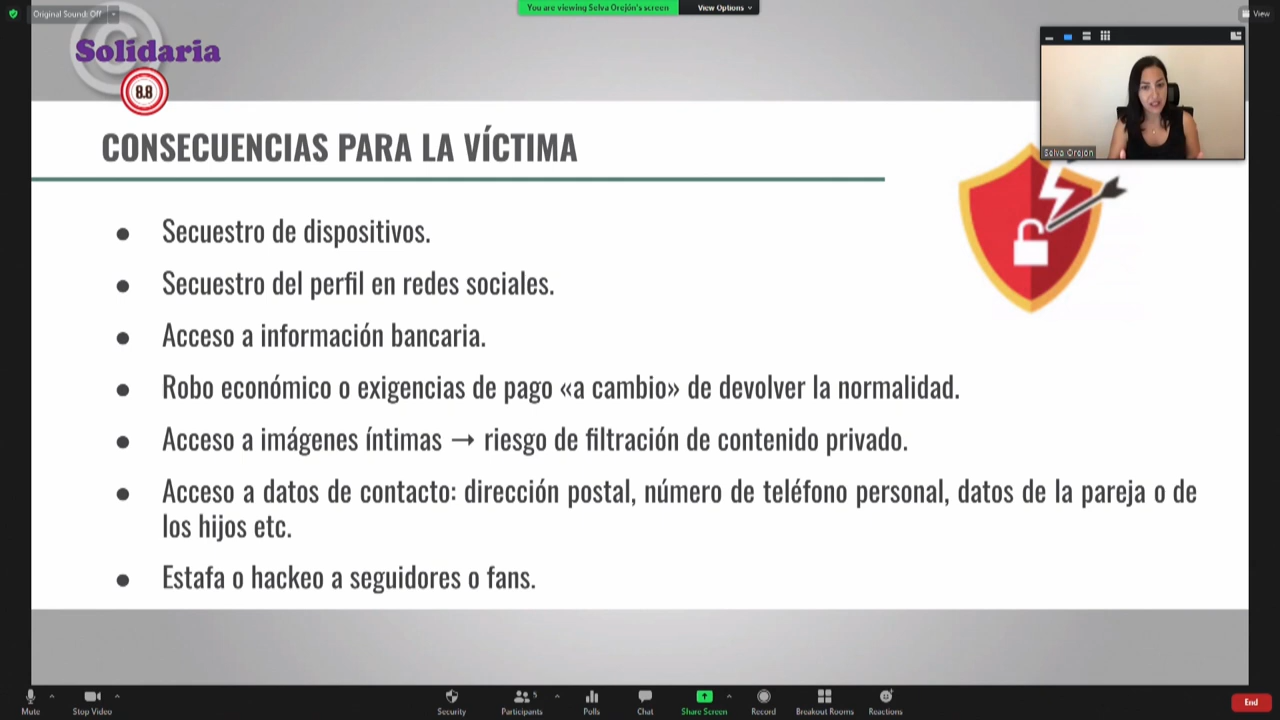 Original Sound: Off
You are viewing Selva Orejón's screen
View Options
View
Solidaria
8.8
Selva Orejón
CONSECUENCIAS PARA LA VÍCTIMA
● Secuestro de dispositivos.
● Secuestro del perfil en redes sociales.
● Acceso a información bancaria.
● Robo económico o exigencias de pago «a cambio» de devolver la normalidad.
● Acceso a imágenes íntimas → riesgo de filtración de contenido privado.
● Acceso a datos de contacto: dirección postal, número de teléfono personal, datos de la pareja o de
los hijos etc.
● Estafa o hackeo a seguidores o fans.
Mute
Stop Video
Security
Participants
5
Polls
Chat
Share Screen
Record
Breakout Rooms
Reactions
End